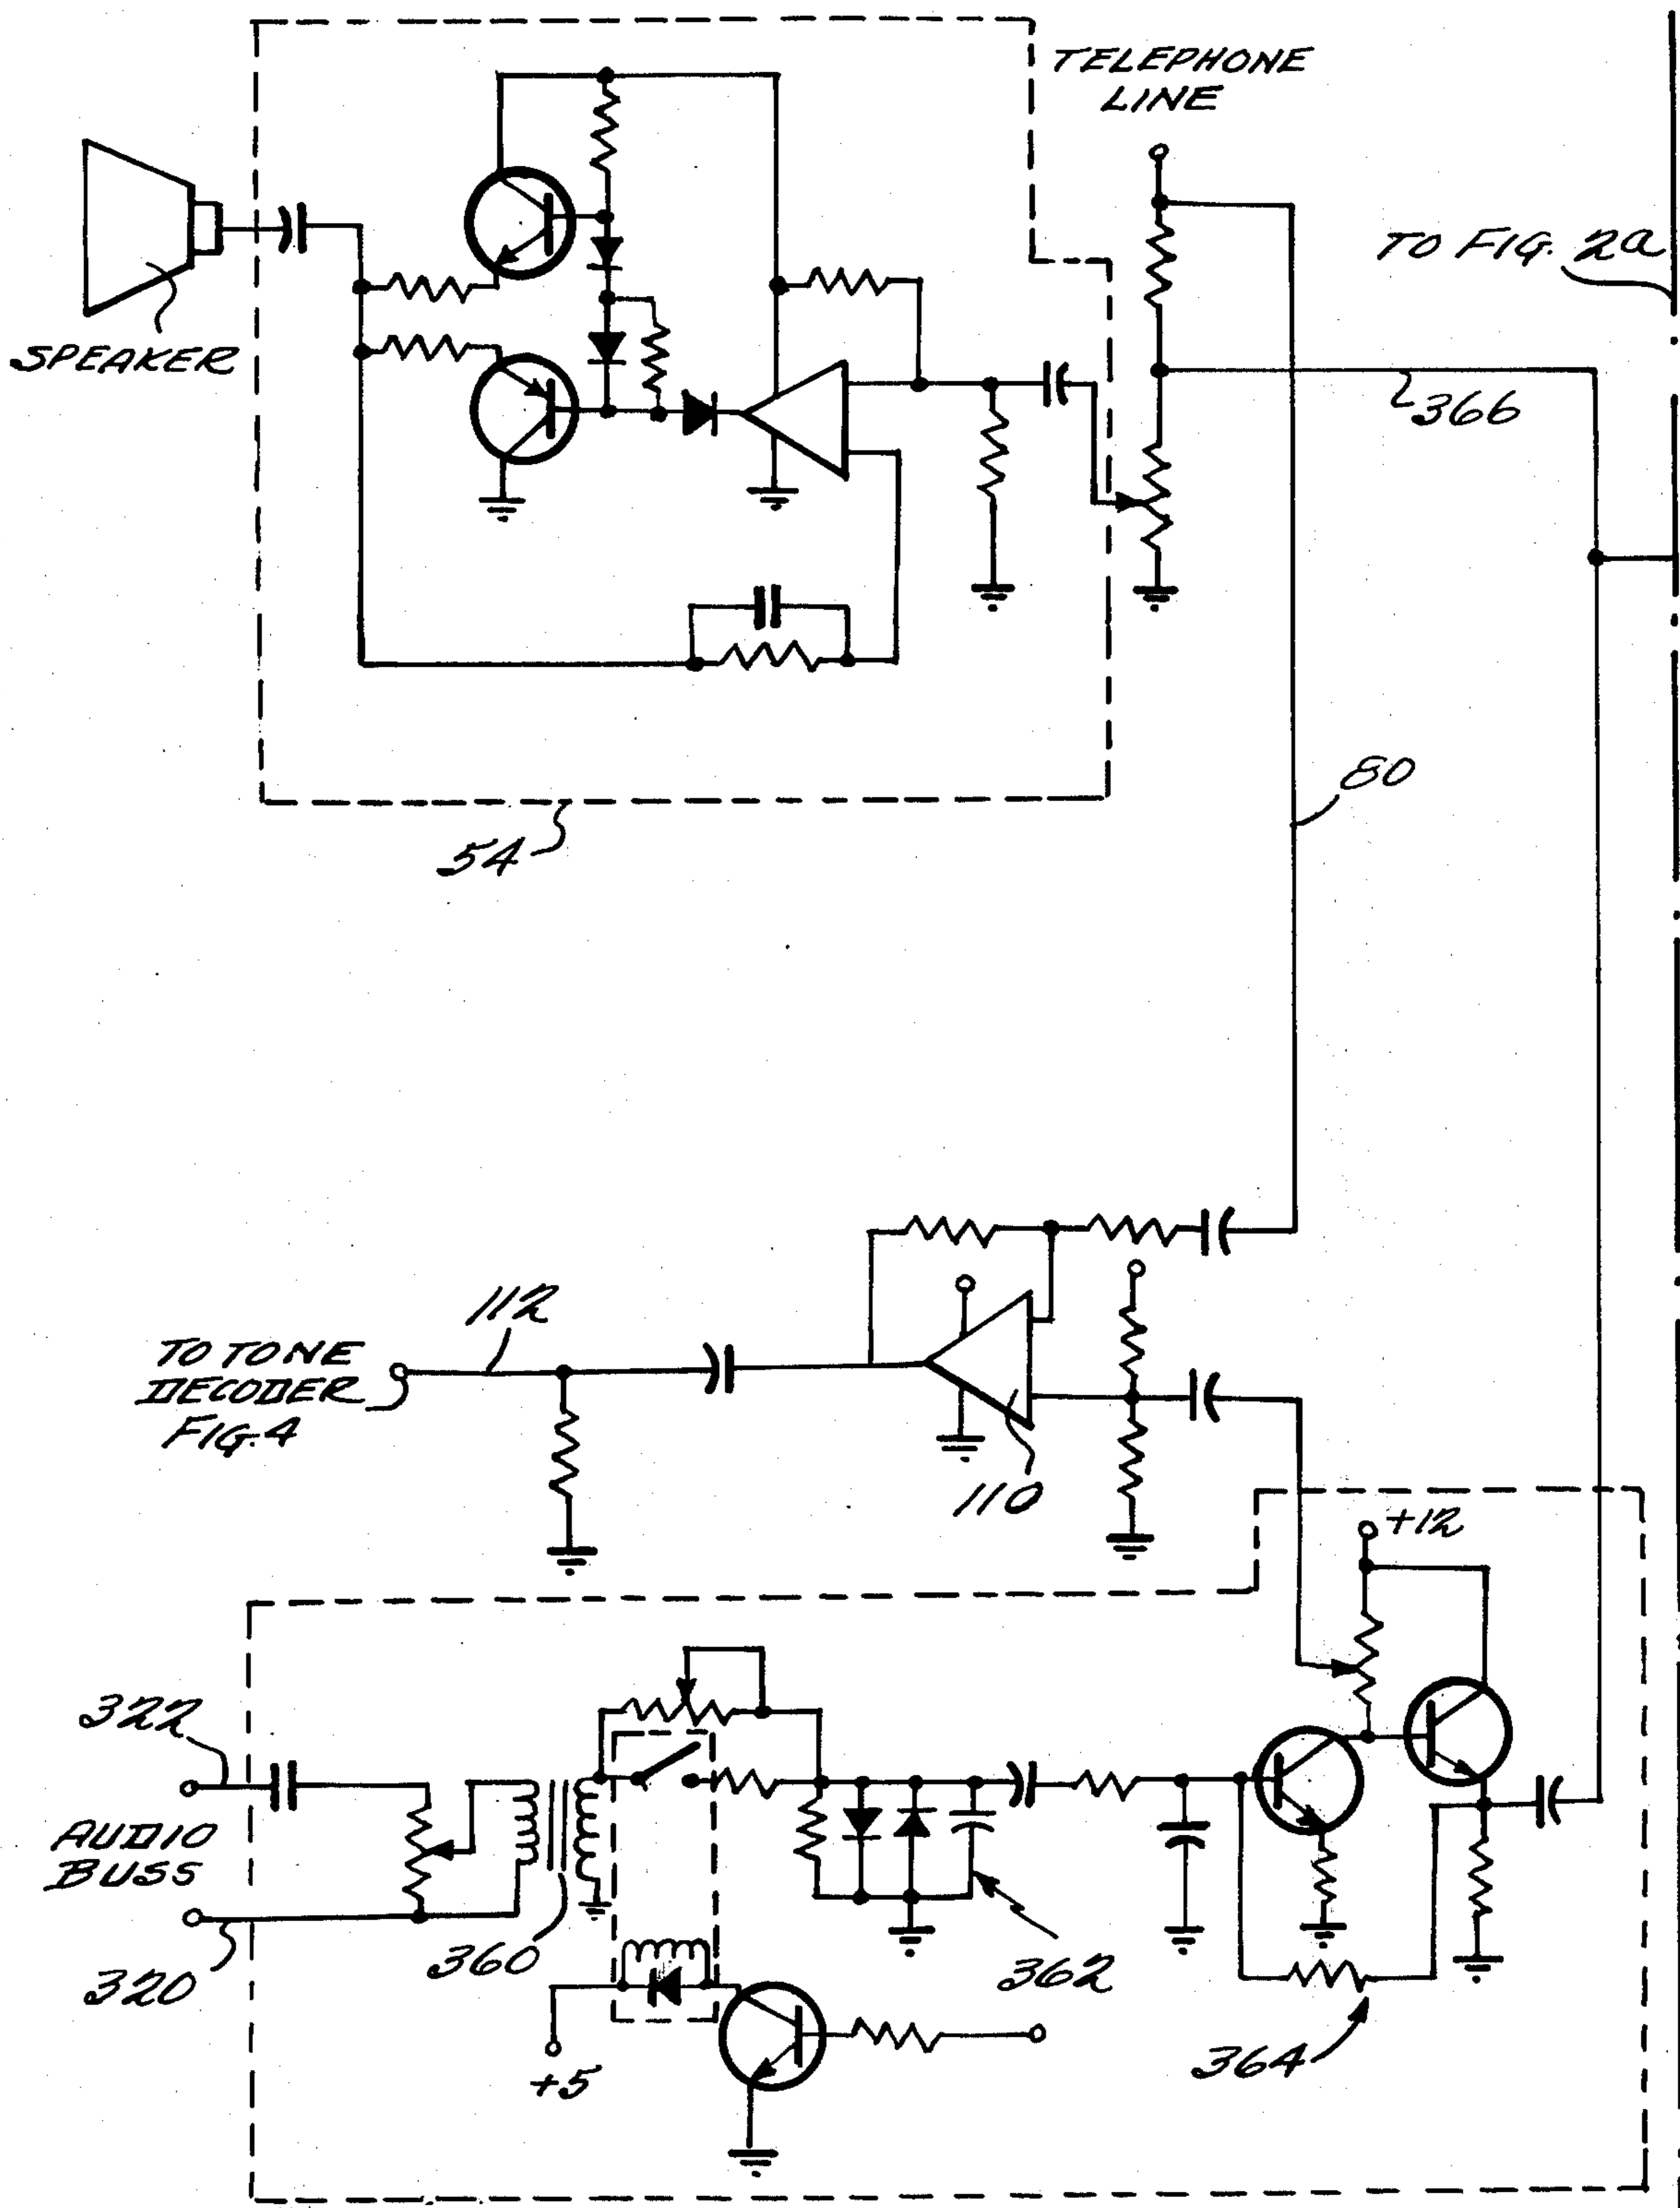 TELEPHONE
LINE
TO FIG. 2a
SPEAKER
366
80
54
112
TO TONE
DECODER
FIG. 4
110
+12
322
AUDIO
BUSS
320
360
362
364
+5